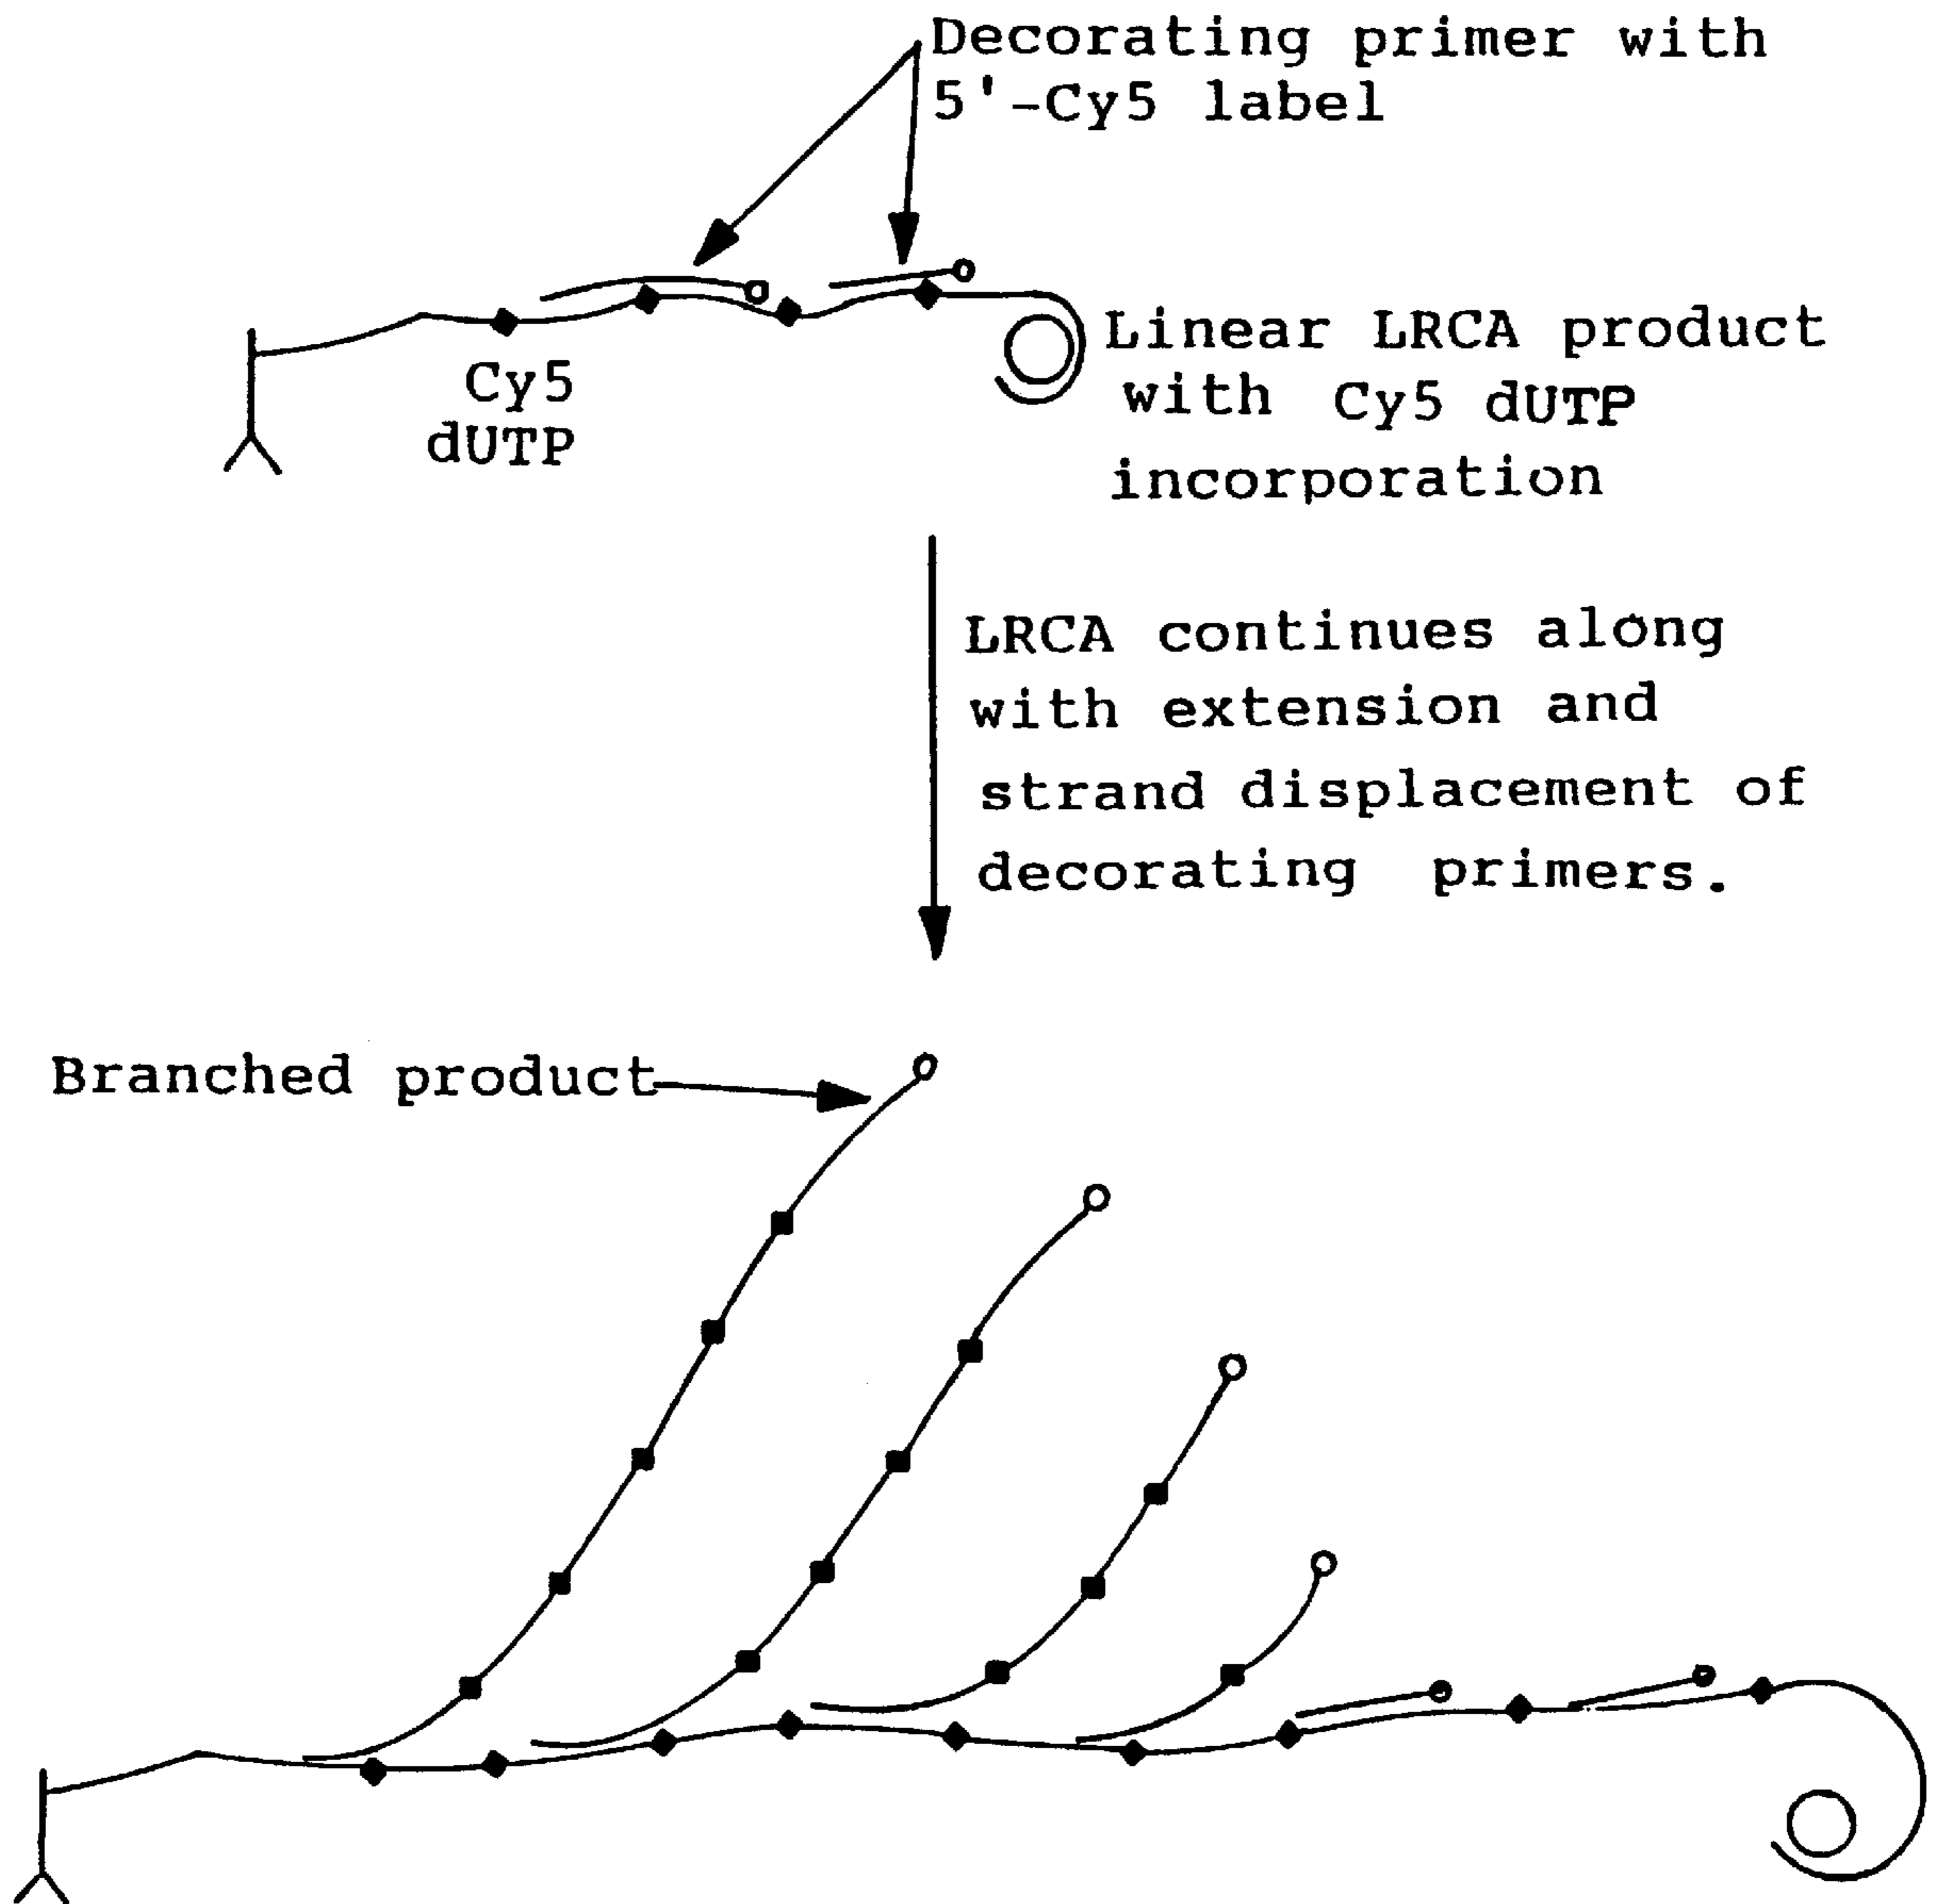 Decorating primer with
5'-Cy5 label
Cy5
dUTP
Linear LRCA product
with Cy5 dUTP
incorporation
LRCA continues along
with extension and
strand displacement of
decorating primers.
Branched product